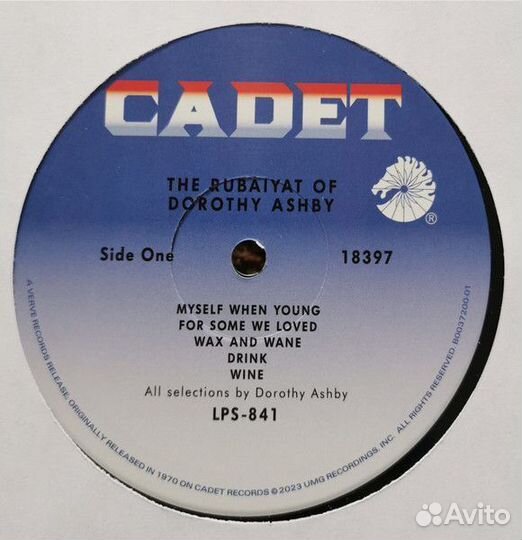 CADET
THE RUBAIYAT OF
DOROTHY ASHBY
®
Side One
18397
MYSELF WHEN YOUNG
FOR SOME WE LOVED
WAX AND WANE
DRINK
WINE
All selections by Dorothy Ashby
LPS-841
A VERVE RECORDS RELEASE. ORIGINALLY RELEASED IN 1970 ON CADET RECORDS ℗©2023 UMG RECORDINGS, INC. ALL RIGHTS RESERVED. B0037200-01
Avito